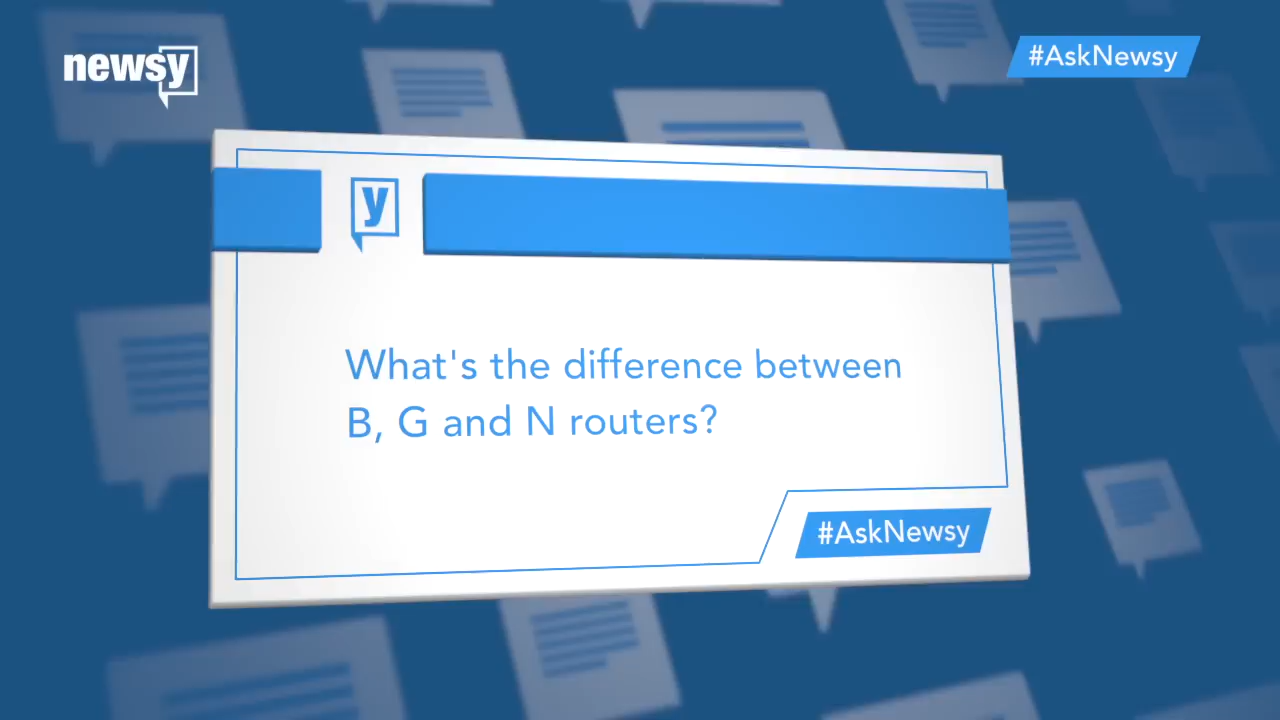 newsy
#AskNewsy
y
What's the difference between
B, G and N routers?
#AskNewsy